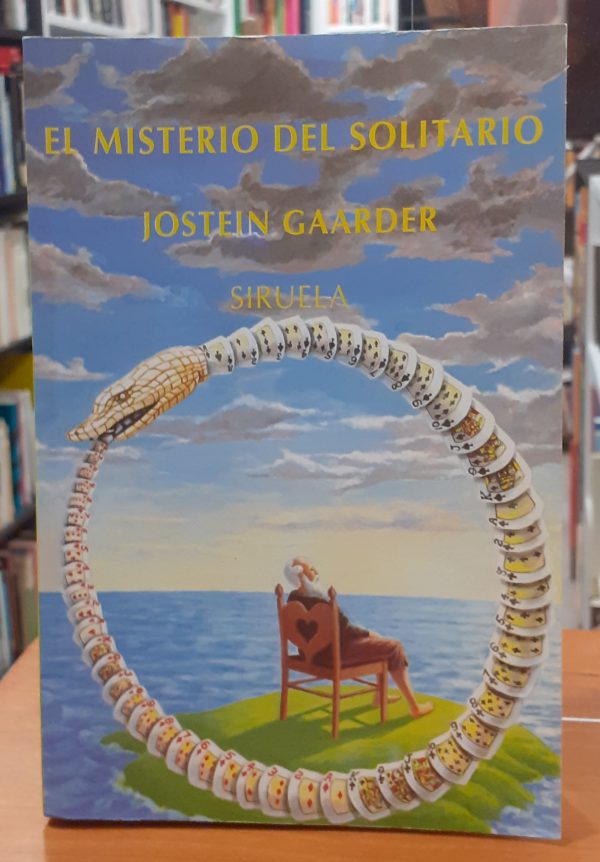 EL MISTERIO DEL SOLITARIO
JOSTEIN GAARDER
SIRUELA